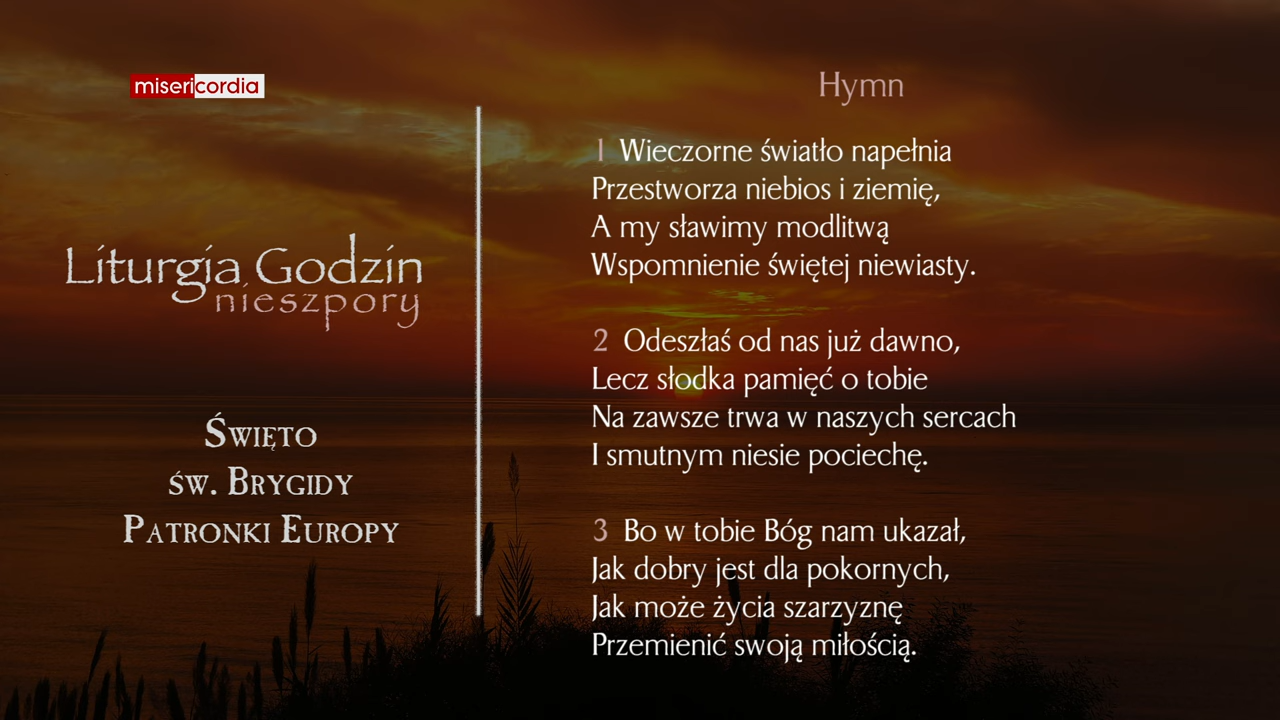 misericordia
Liturgia Godzin
nieszpory
Święto
św. Brygidy
Patronki Europy
Hymn
1 Wieczorne światło napełnia
Przestworza niebios i ziemię,
A my sławimy modlitwą
Wspomnienie świętej niewiasty.
2 Odeszłaś od nas już dawno,
Lecz słodka pamięć o tobie
Na zawsze trwa w naszych sercach
I smutnym niesie pociechę.
3 Bo w tobie Bóg nam ukazał,
Jak dobry jest dla pokornych,
Jak może życia szarzyznę
Przemienić swoją miłością.